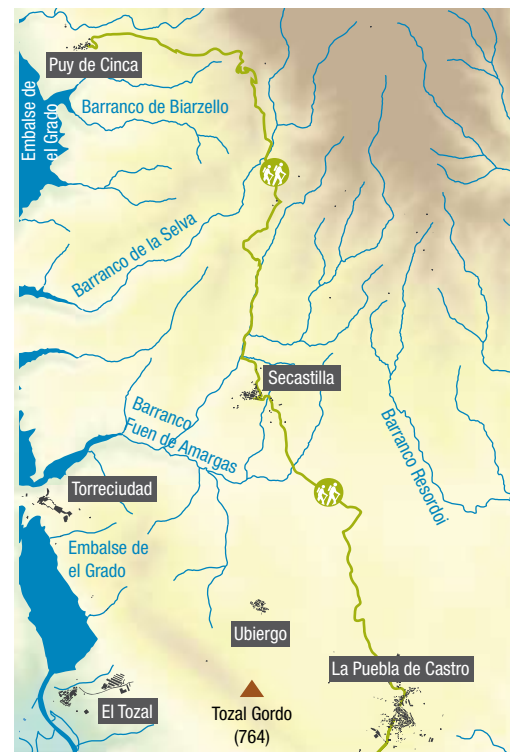 Puy de Cinca
Embalse de
el Grado
Barranco de Biarzello
Barranco de la Selva
Secastilla
Barranco
Fuen de Amargas
Barranco Resordoi
Torreciudad
Embalse de
el Grado
Ubiergo
La Puebla de Castro
El Tozal
Tozal Gordo
(764)